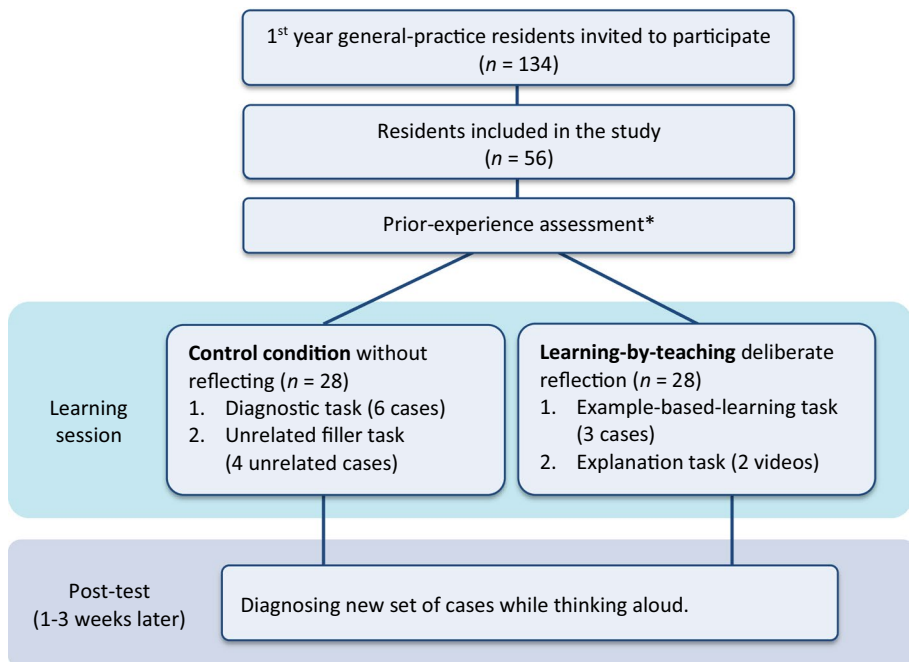 1st year general-practice residents invited to participate
(n = 134)
Residents included in the study
(n = 56)
Prior-experience assessment*
Learning
session
Control condition without
reflecting (n = 28)
1. Diagnostic task (6 cases)
2. Unrelated filler task
(4 unrelated cases)
Learning-by-teaching deliberate
reflection (n = 28)
1. Example-based-learning task
(3 cases)
2. Explanation task (2 videos)
Post-test
(1-3 weeks later)
Diagnosing new set of cases while thinking aloud.